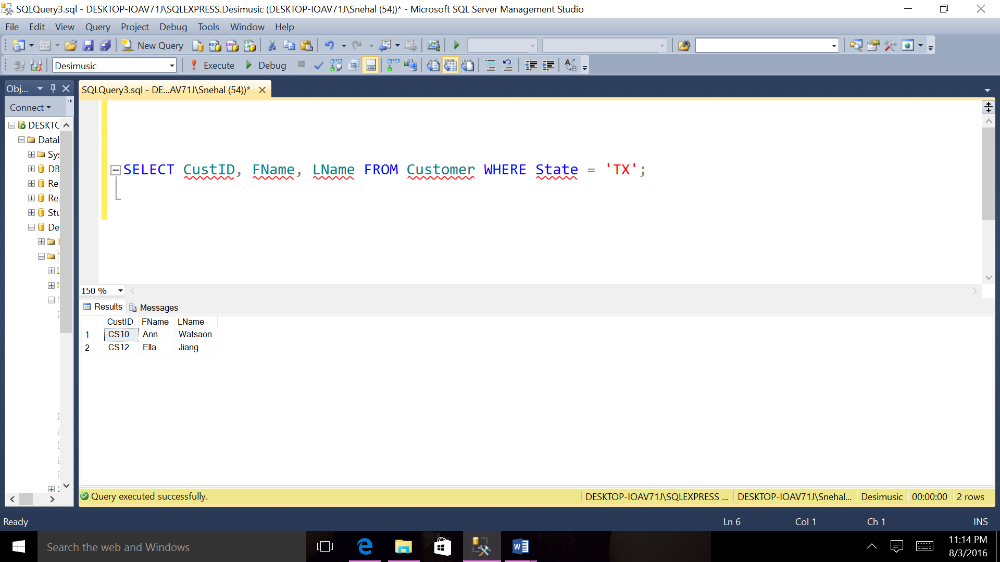 SQLQuery3.sql - DESKTOP-IOAV71J\SQLEXPRESS.Desimusic (DESKTOP-IOAV71J\Snehal (54))* - Microsoft SQL Server Management Studio
File Edit View Query Project Debug Tools Window Help
New Query
Desimusic Execute Debug
Obj... SQLQuery3.sql - DE...AV71J\Snehal (54))*
Connect
DESKTO
Datab
Sys
DB
Re
Re
Stu
De
SELECT CustID, FName, LName FROM Customer WHERE State = 'TX';
150 %
Results Messages
CustID FName LName
1 CS10 Ann Watsaon
2 CS12 Ella Jiang
Query executed successfully. DESKTOP-IOAV71J\SQLEXPRESS ... DESKTOP-IOAV71J\Snehal... Desimusic 00:00:00 2 rows
Ready Ln 6 Col 1 Ch 1 INS
Search the web and Windows
11:14 PM
8/3/2016